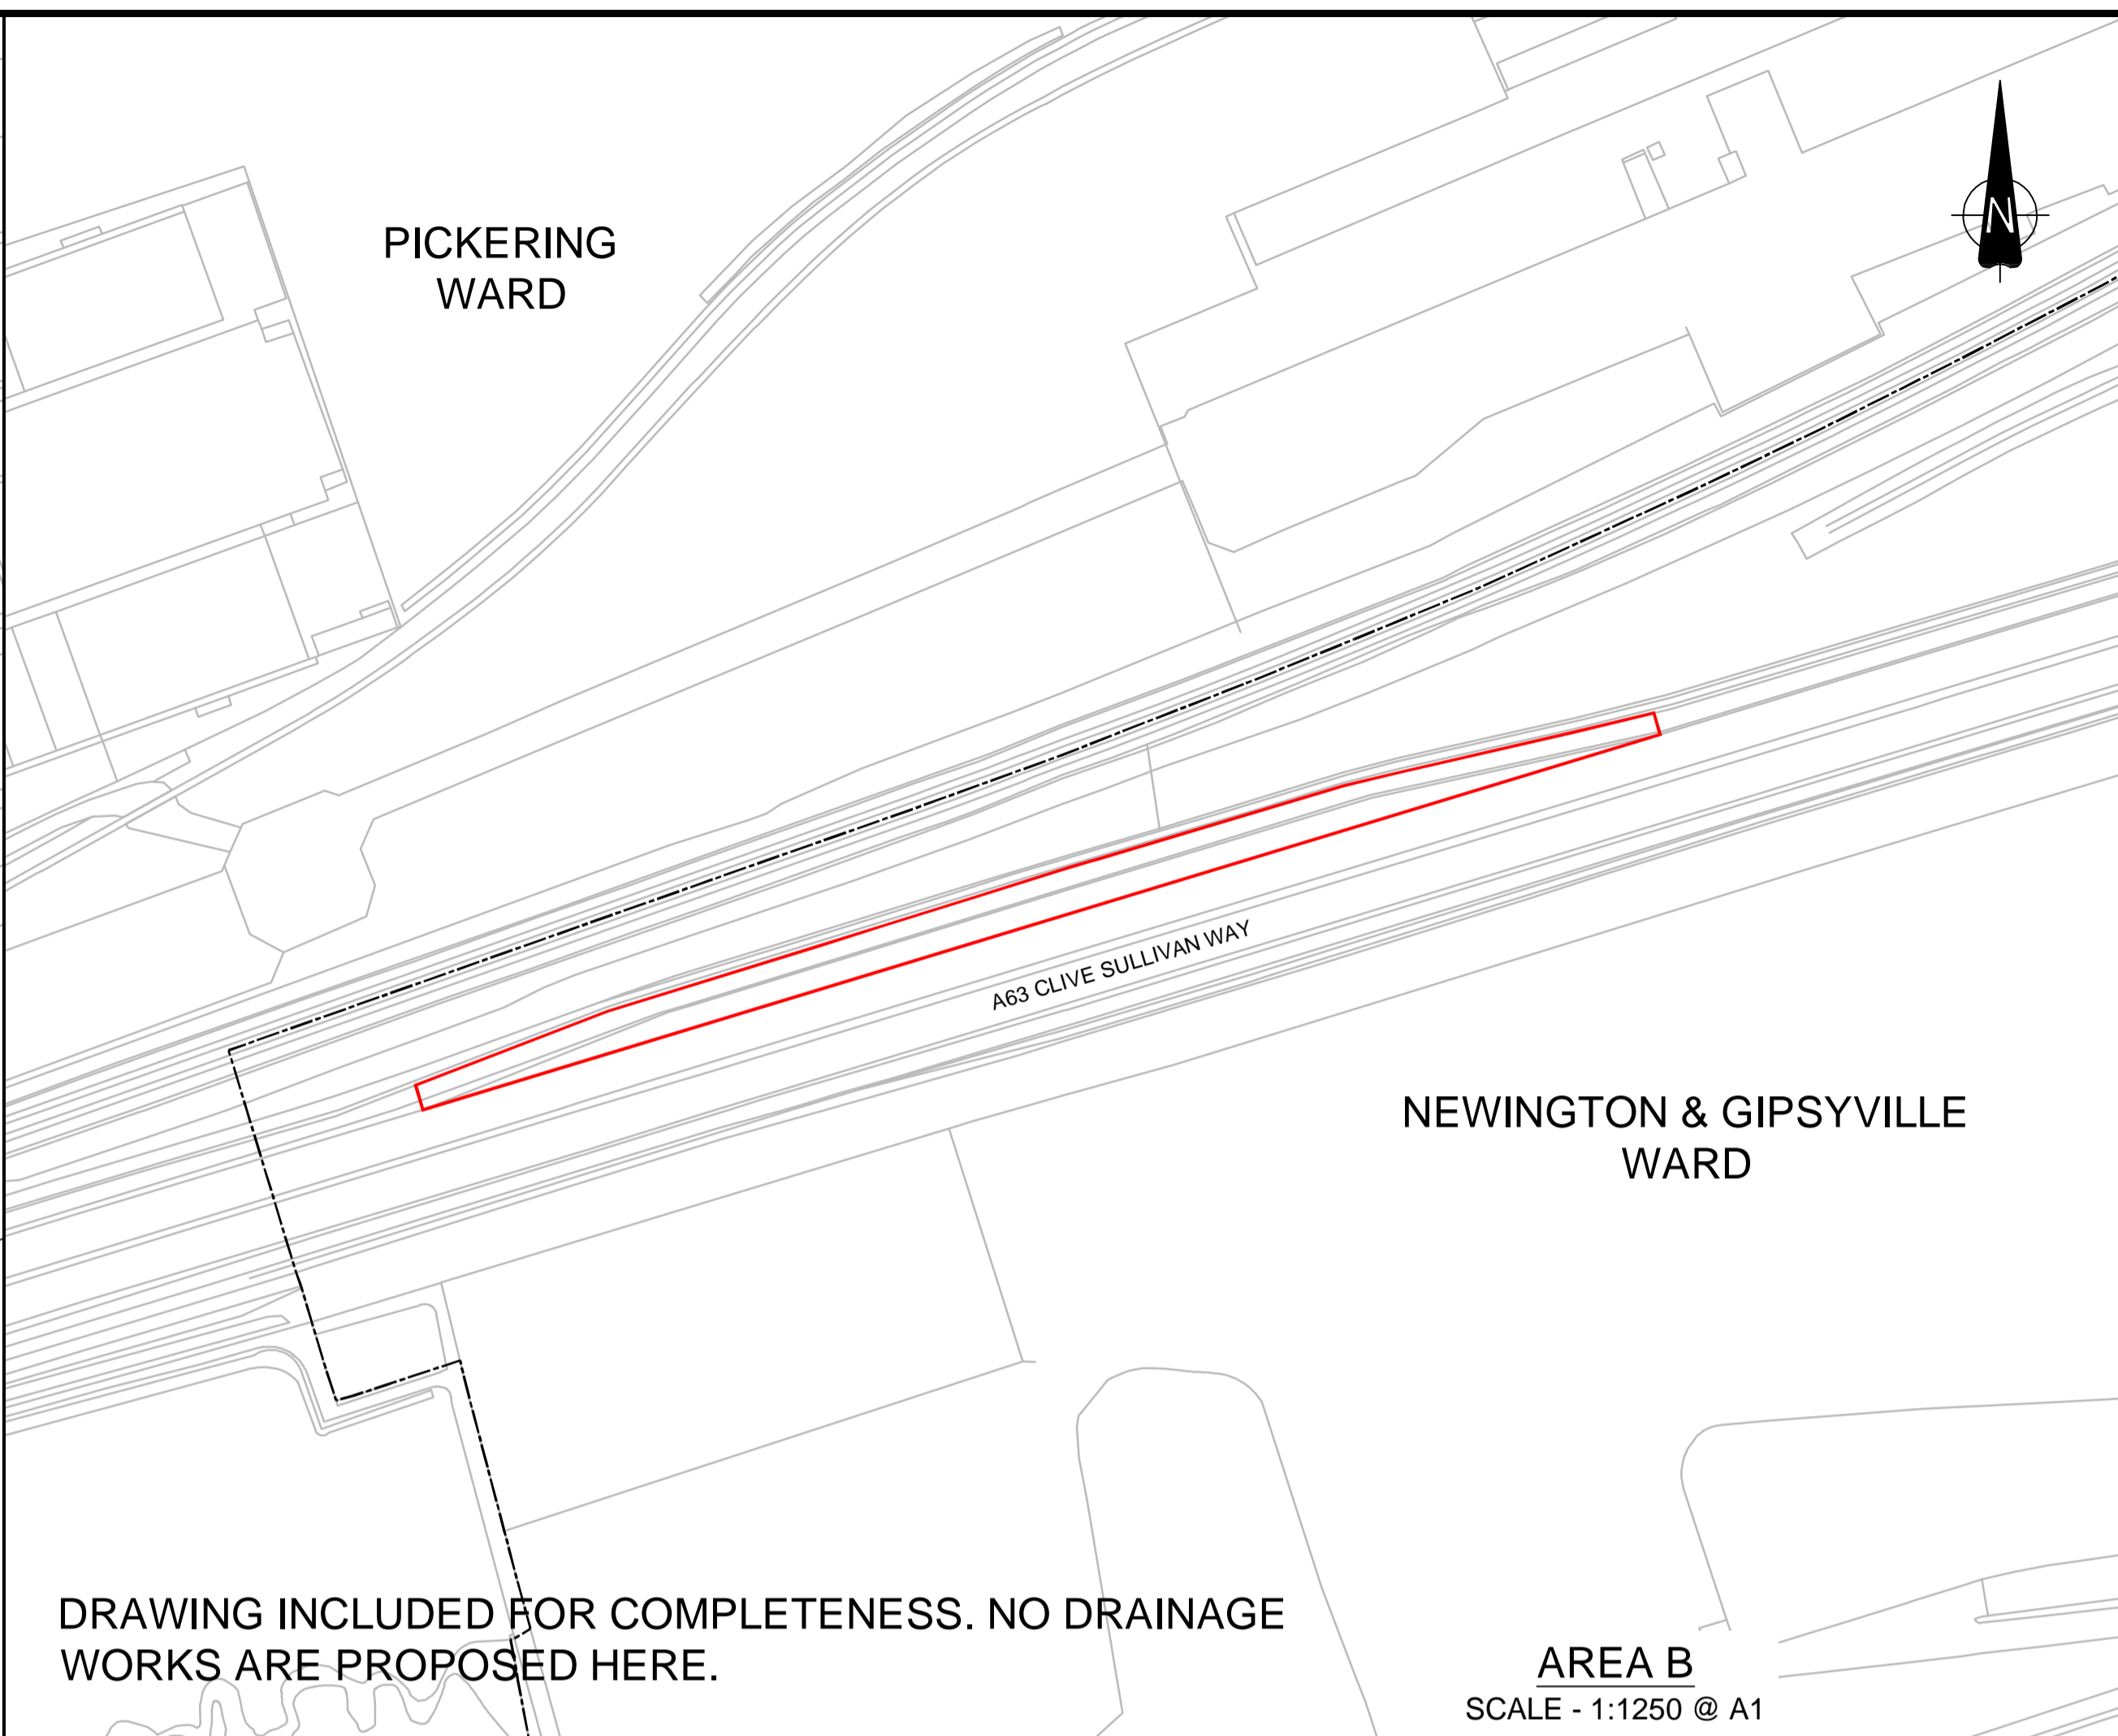 PICKERING
WARD
N
A63 CLIVE SULLIVAN WAY
NEWINGTON & GIPSYVILLE
WARD
DRAWING INCLUDED FOR COMPLETENESS. NO DRAINAGE
WORKS ARE PROPOSED HERE.
AREA B
SCALE - 1:1250 @ A1